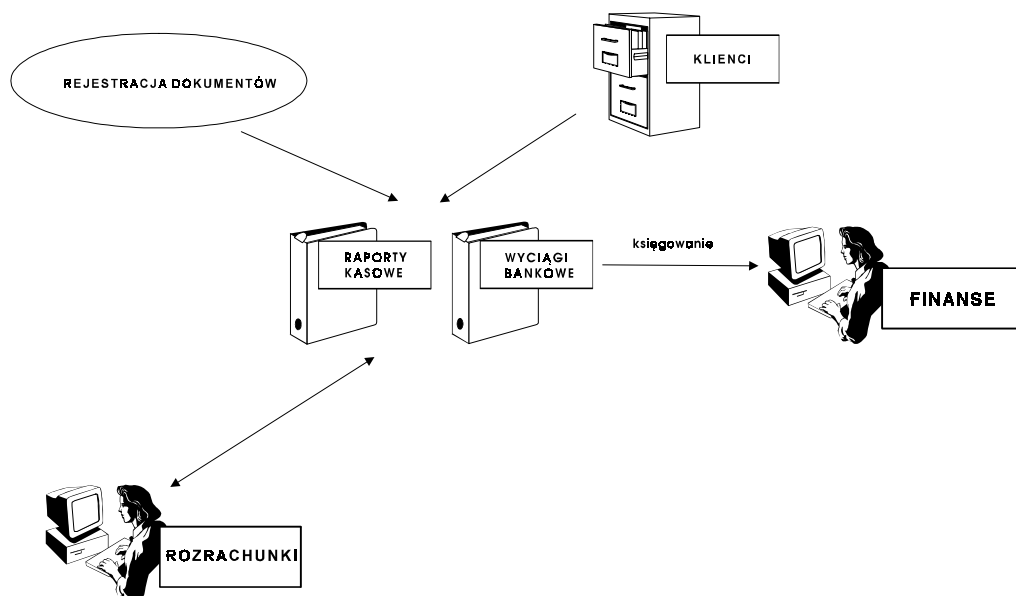 KLIENCI
REJESTRACJA DOKUMENTÓW
RAPORTY
KASOWE
WYCIĄGI
BANKOWE
księgowanie
FINANSE
ROZRACHUNKI